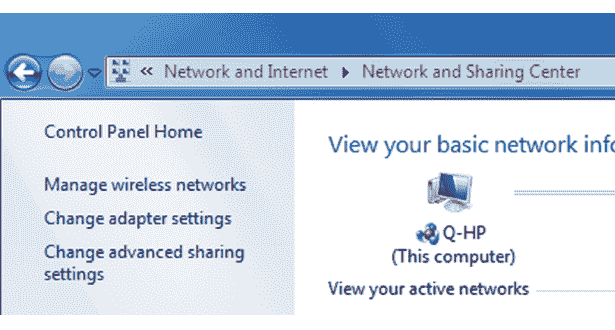 « Network and Internet ▸ Network and Sharing Center
Control Panel Home
Manage wireless networks
Change adapter settings
Change advanced sharing
settings
View your basic network info
Q-HP
(This computer)
View your active networks